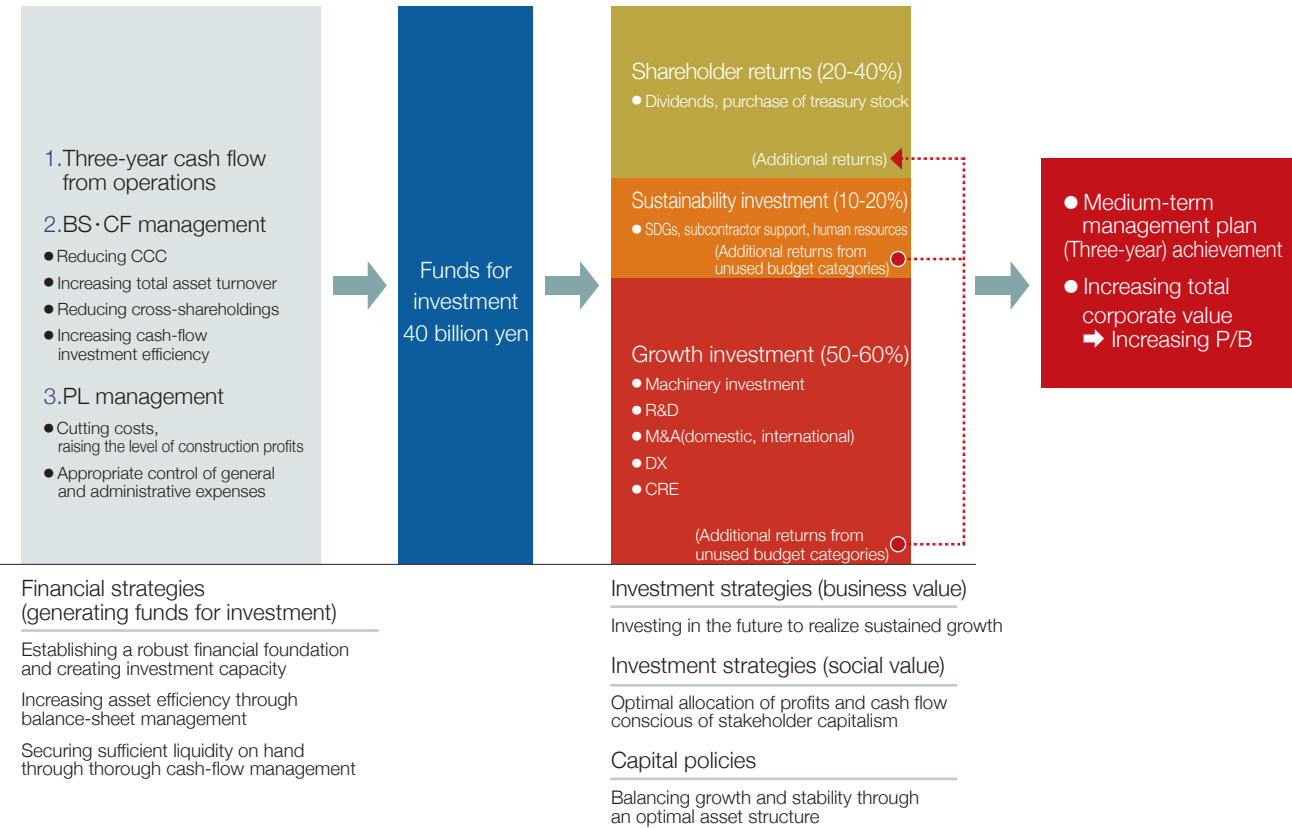 1.Three-year cash flow
from operations
2.BS・CF management
● Reducing CCC
● Increasing total asset turnover
● Reducing cross-shareholdings
● Increasing cash-flow
investment efficiency
3.PL management
● Cutting costs,
raising the level of construction profits
● Appropriate control of general
and administrative expenses
Funds for
investment
40 billion yen
Shareholder returns (20-40%)
● Dividends, purchase of treasury stock
(Additional returns)
Sustainability investment (10-20%)
● SDGs, subcontractor support, human resources
(Additional returns from
unused budget categories)
Growth investment (50-60%)
● Machinery investment
● R&D
● M&A(domestic, international)
● DX
● CRE
(Additional returns from
unused budget categories)
● Medium-term
management plan
(Three-year) achievement
● Increasing total
corporate value
➡ Increasing P/B
Financial strategies
(generating funds for investment)
Establishing a robust financial foundation
and creating investment capacity
Increasing asset efficiency through
balance-sheet management
Securing sufficient liquidity on hand
through thorough cash-flow management
Investment strategies (business value)
Investing in the future to realize sustained growth
Investment strategies (social value)
Optimal allocation of profits and cash flow
conscious of stakeholder capitalism
Capital policies
Balancing growth and stability through
an optimal asset structure